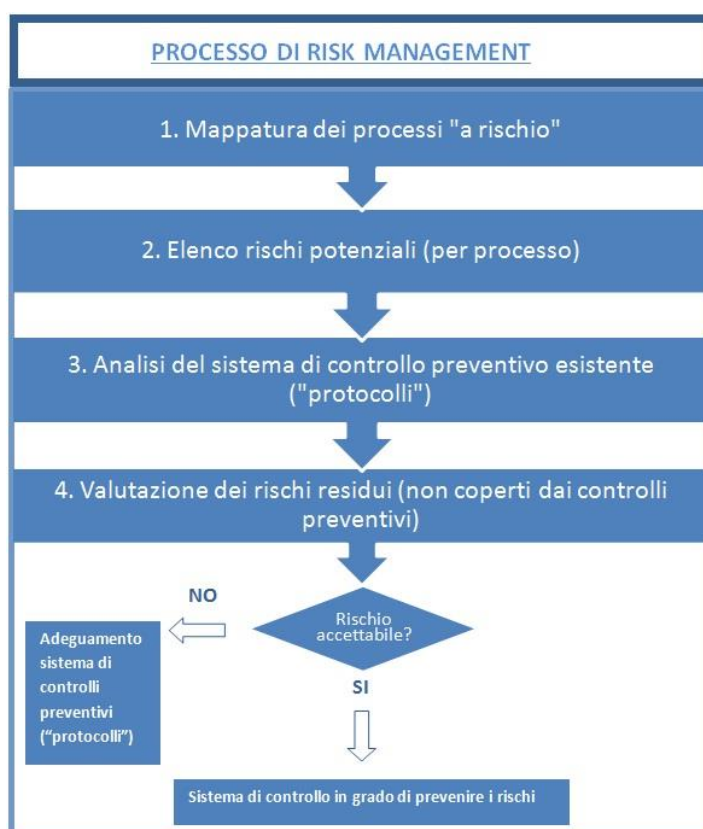 PROCESSO DI RISK MANAGEMENT
1. Mappatura dei processi "a rischio"
2. Elenco rischi potenziali (per processo)
3. Analisi del sistema di controllo preventivo esistente
("protocolli")
4. Valutazione dei rischi residui (non coperti dai controlli
preventivi)
Rischio
accettabile?
NO
Adeguamento
sistema di
controlli
preventivi
(“protocolli”)
SI
Sistema di controllo in grado di prevenire i rischi